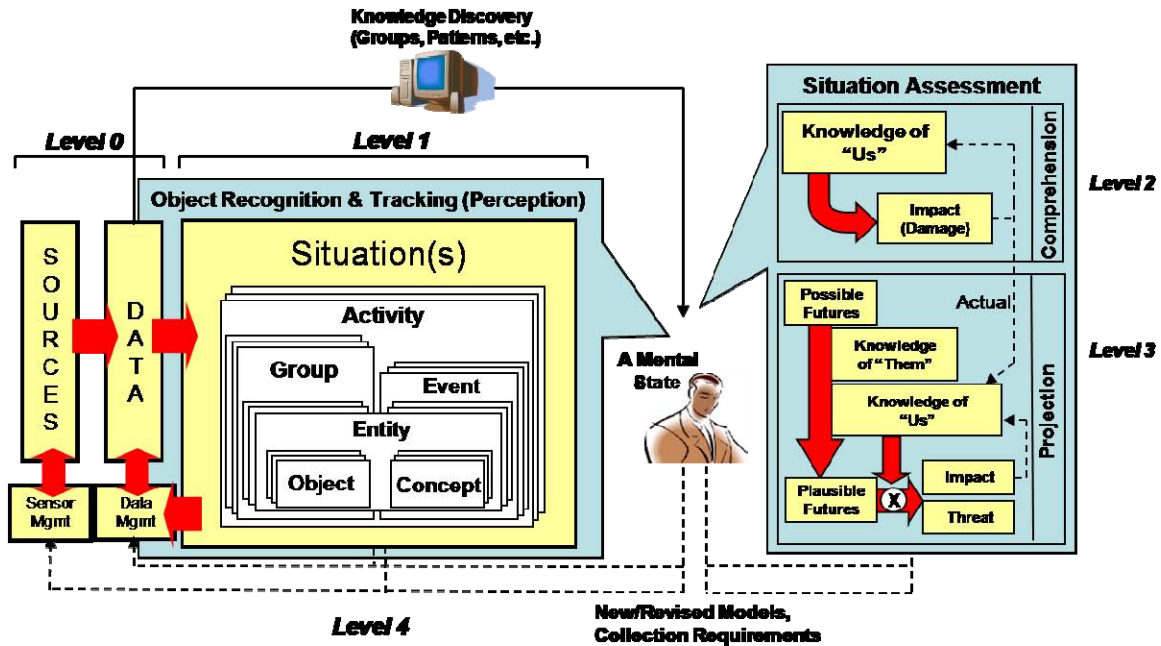 Knowledge Discovery
(Groups, Patterns, etc.)
Level 0
Level 1
Object Recognition & Tracking (Perception)
SOURCES
DATA
Situation(s)
Activity
Group
Event
Entity
Object
Concept
Sensor
Mgmt
Data
Mgmt
A Mental
State
Situation Assessment
Knowledge of
"Us"
Impact
(Damage)
Comprehension
Level 2
Possible
Futures
Actual
Knowledge
of "Them"
Knowledge of
"Us"
Plausible
Futures
X
Impact
Threat
Projection
Level 3
Level 4
New/Revised Models,
Collection Requirements